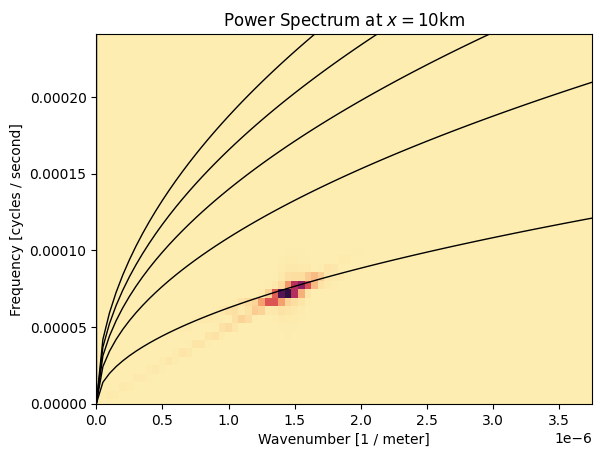 Power Spectrum at x = 10km
Frequency [cycles / second]
0.00020
0.00015
0.00010
0.00005
0.00000
0.0 0.5 1.0 1.5 2.0 2.5 3.0 3.5
1e−6
Wavenumber [1 / meter]